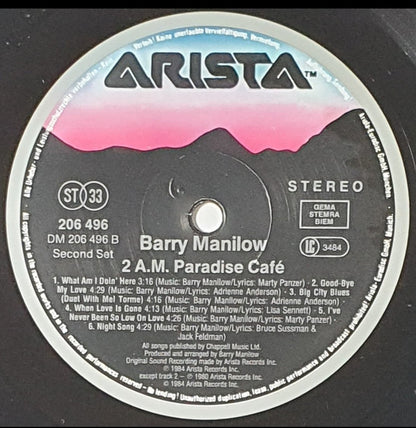 ARISTA™
ST 33
STEREO
206 496
DM 206 496 B
Second Set
GEMA
STEMRA
BIEM
LC 3484
Barry Manilow
2 A.M. Paradise Café
1. What Am I Doin' Here 3:16 (Music: Barry Manilow/Lyrics: Marty Panzer) 2. Good-Bye
My Love 4:29 (Music: Barry Manilow/Lyrics: Adrienne Anderson) · 3. Big City Blues
(Duet With Mel Torme) 4:16 (Music: Barry Manilow/Lyrics: Adrienne Anderson)
4. When Love Is Gone 4:13 (Music: Barry Manilow/Lyrics: Lisa Sennett) · 5. I've
Never Been So Low On Love 4:26 (Music: Barry Manilow/Lyrics: Marty Panzer) ·
6. Night Song 4:29 (Music: Barry Manilow/Lyrics: Bruce Sussman &
Jack Feldman)
All songs published by Chappell Music Ltd.
Produced and arranged by Barry Manilow
Original Sound Recording made by Arista Records Inc.
℗ 1984 Arista Records Inc.
except track 2.– ℗ 1980 Arista Records Inc.
© 1984 Arista Records Inc.